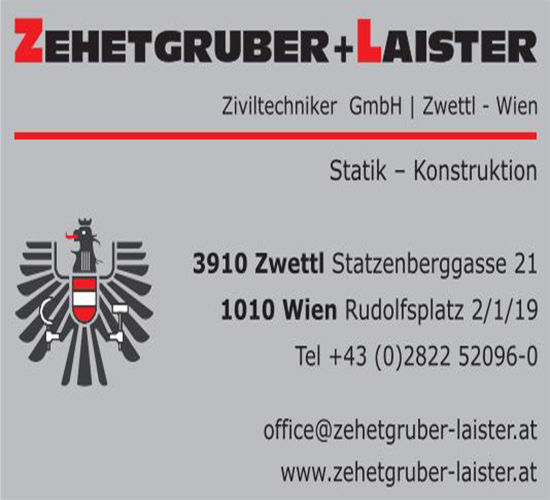 ZEHETGRUBER+LAISTER
Ziviltechniker GmbH | Zwettl - Wien
Statik – Konstruktion
3910 Zwettl Statzenberggasse 21
1010 Wien Rudolfsplatz 2/1/19
Tel +43 (0)2822 52096-0
office@zehetgruber-laister.at
www.zehetgruber-laister.at